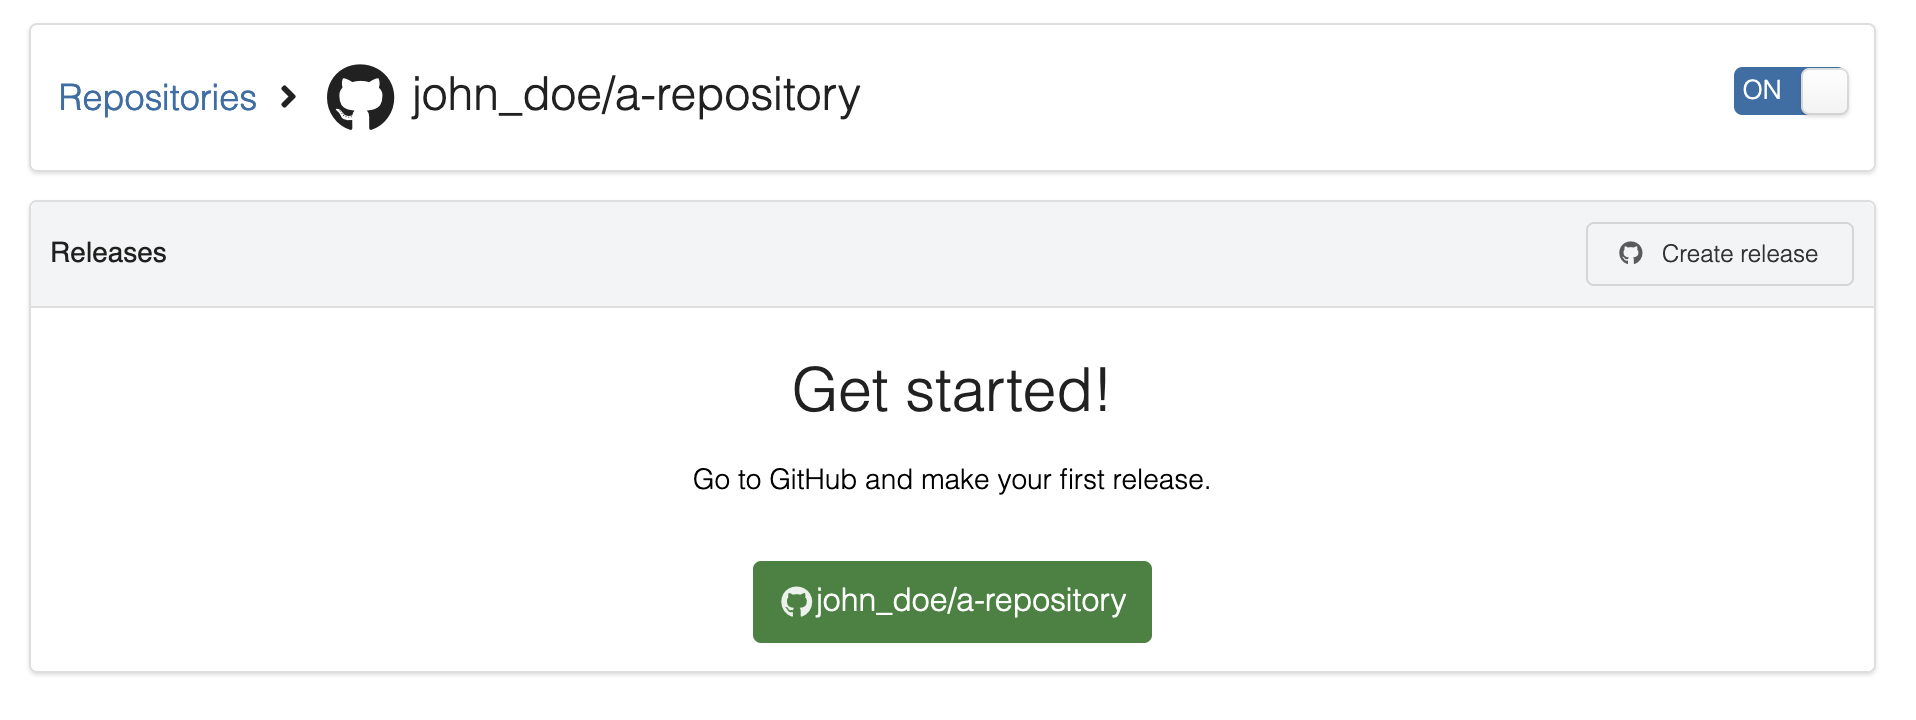 Repositories john_doe/a-repository ON
Releases Create release
Get started!
Go to GitHub and make your first release.
john_doe/a-repository